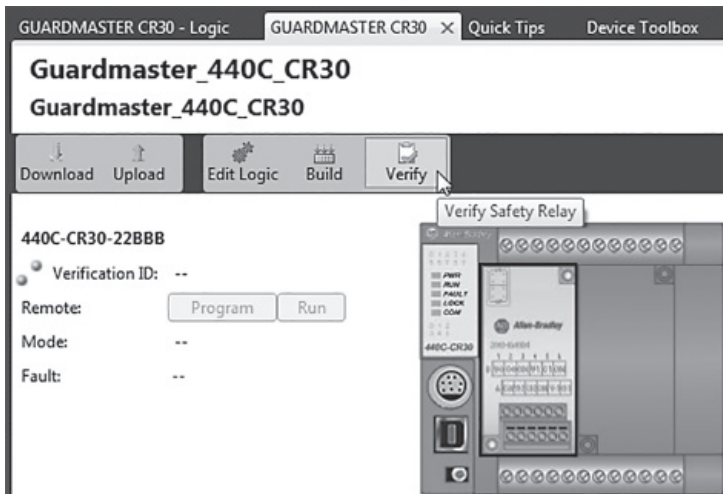 GUARDMASTER CR30 - Logic GUARDMASTER CR30 × Quick Tips Device Toolbox
Guardmaster_440C_CR30
Guardmaster_440C_CR30
Download Upload Edit Logic Build Verify
Verify Safety Relay
440C-CR30-22BBB
Verification ID: --
Remote: Program Run
Mode: --
Fault: --
PWR
RUN
FAULT
LOCK
COM
440C-CR30
Allen-Bradley